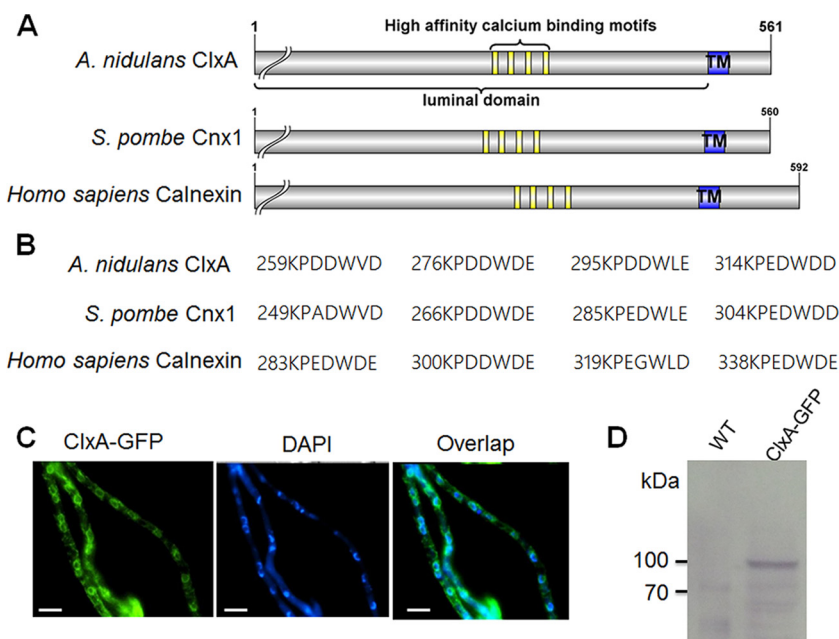 A
1
High affinity calcium binding motifs
561
A. nidulans ClxA
TM
luminal domain
1
560
S. pombe Cnx1
TM
1
592
Homo sapiens Calnexin
TM
B
A. nidulans ClxA 259KPDDWVD 276KPDDWDE 295KPDDWLE 314KPEDWDD
S. pombe Cnx1 249KPADWVD 266KPDDWDE 285KPEDWLE 304KPEDWDD
Homo sapiens Calnexin 283KPEDWDE 300KPDDWDE 319KPEGWLD 338KPEDWDE
C
ClxA-GFP DAPI Overlap
D
WT ClxA-GFP
kDa
100
70